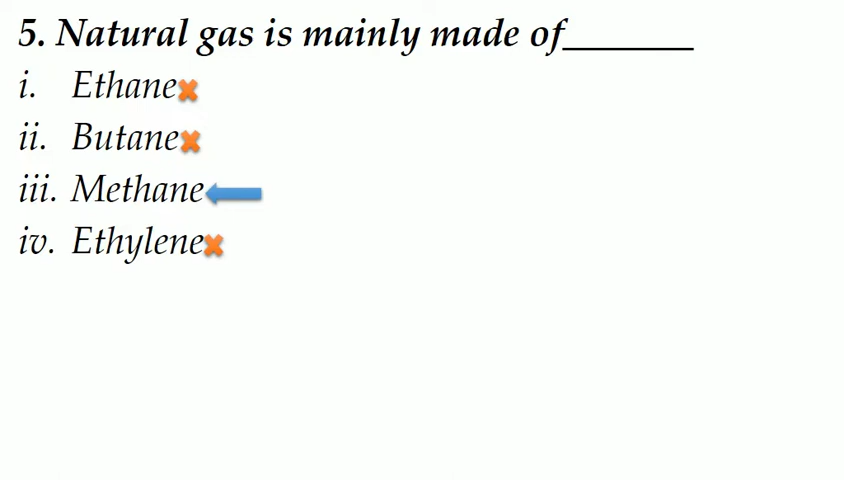 5. Natural gas is mainly made of_______
i. Ethane
ii. Butane
iii. Methane
iv. Ethylene